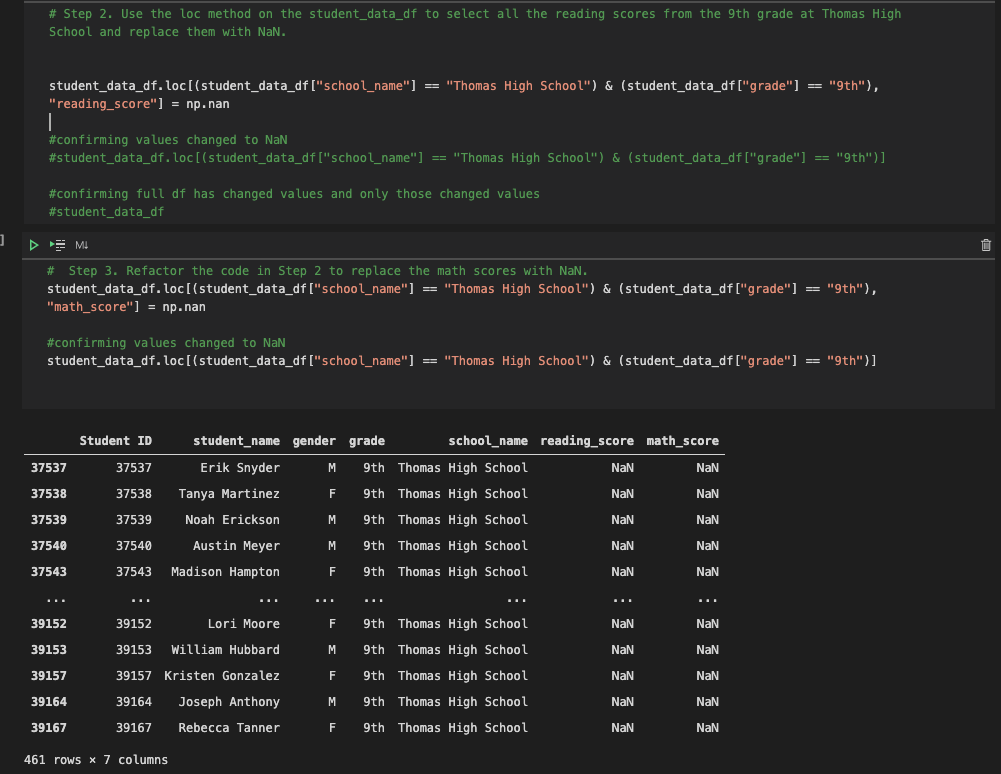 # Step 2. Use the loc method on the student_data_df to select all the reading scores from the 9th grade at Thomas High
School and replace them with NaN.
student_data_df.loc[(student_data_df["school_name"] == "Thomas High School") & (student_data_df["grade"] == "9th"),
"reading_score"] = np.nan
#confirming values changed to NaN
#student_data_df.loc[(student_data_df["school_name"] == "Thomas High School") & (student_data_df["grade"] == "9th")]
#confirming full df has changed values and only those changed values
#student_data_df
]
M↓
#  Step 3. Refactor the code in Step 2 to replace the math scores with NaN.
student_data_df.loc[(student_data_df["school_name"] == "Thomas High School") & (student_data_df["grade"] == "9th"),
"math_score"] = np.nan
#confirming values changed to NaN
student_data_df.loc[(student_data_df["school_name"] == "Thomas High School") & (student_data_df["grade"] == "9th")]
Student ID student_name gender grade school_name reading_score math_score
37537 37537 Erik Snyder M 9th Thomas High School NaN NaN
37538 37538 Tanya Martinez F 9th Thomas High School NaN NaN
37539 37539 Noah Erickson M 9th Thomas High School NaN NaN
37540 37540 Austin Meyer M 9th Thomas High School NaN NaN
37543 37543 Madison Hampton F 9th Thomas High School NaN NaN
... ... ... ... ... ... ... ...
39152 39152 Lori Moore F 9th Thomas High School NaN NaN
39153 39153 William Hubbard M 9th Thomas High School NaN NaN
39157 39157 Kristen Gonzalez F 9th Thomas High School NaN NaN
39164 39164 Joseph Anthony M 9th Thomas High School NaN NaN
39167 39167 Rebecca Tanner F 9th Thomas High School NaN NaN
461 rows × 7 columns